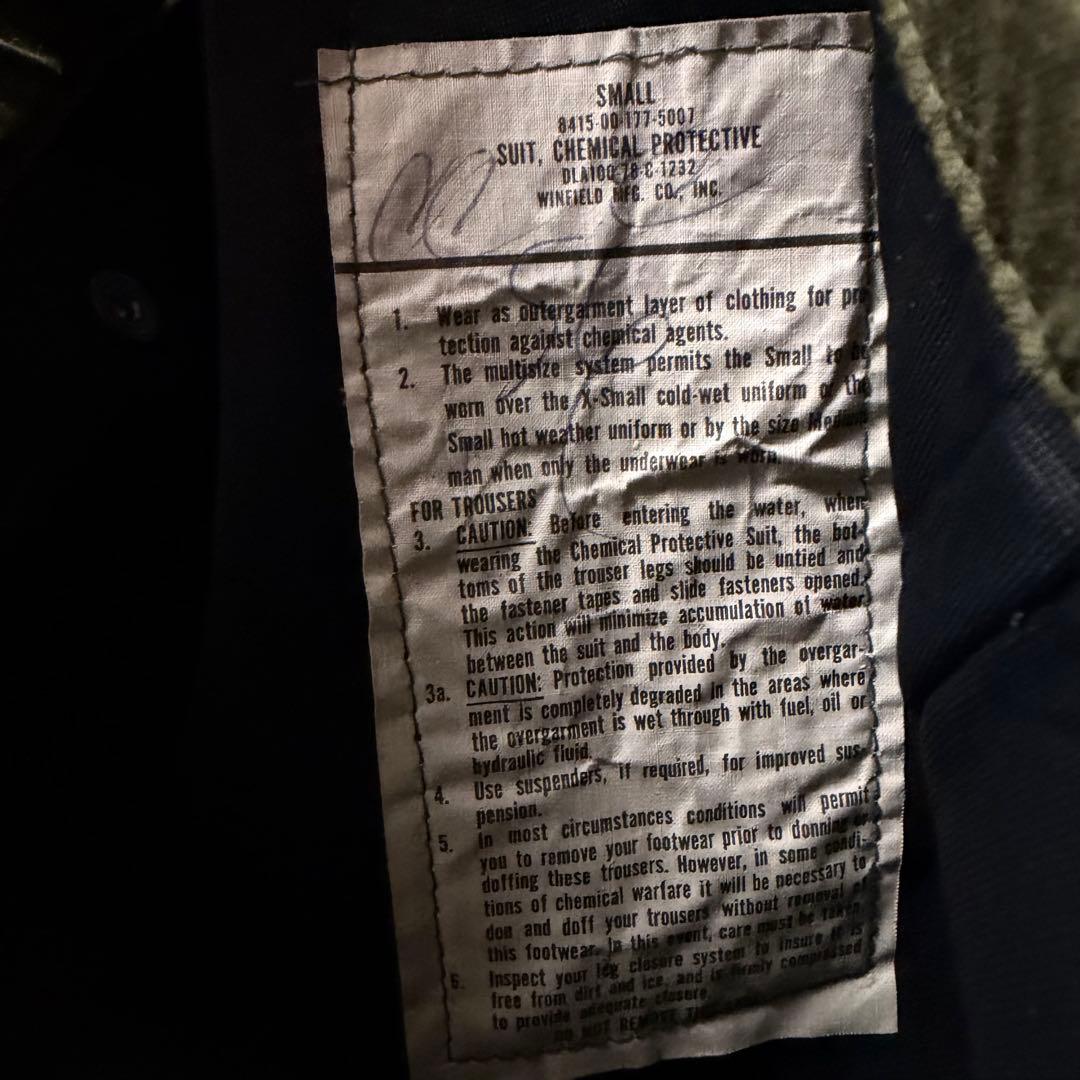 SMALL
8415-00-177-5007
SUIT, CHEMICAL PROTECTIVE
DLA100-78-C-1232
WINFIELD MFG. CO., INC.
1. Wear as outergarment layer of clothing for pro
tection against chemical agents.
2. The multisize system permits the Small to be
worn over the X-Small cold-wet uniform or the
Small hot weather uniform or by the size Medium
man when only the underwear is worn.
FOR TROUSERS
3. CAUTION: Before entering the water, when
wearing the Chemical Protective Suit, the bot-
toms of the trouser legs should be untied and
the fastener tapes and slide fasteners opened.
This action will minimize accumulation of water
between the suit and the body.
3a. CAUTION: Protection provided by the overgar-
ment is completely degraded in the areas where
the overgarment is wet through with fuel, oil or
hydraulic fluid.
4. Use suspenders, if required, for improved sus-
pension.
5. In most circumstances conditions will permit
you to remove your footwear prior to donning or
doffing these trousers. However, in some condi-
tions of chemical warfare it will be necessary to
don and doff your trousers without removal of
this footwear. In this event, care must be taken
6. Inspect your leg closure system to insure it is
free from dirt and ice, and is firmly compressed
to provide adequate closure.
DO NOT REMOVE